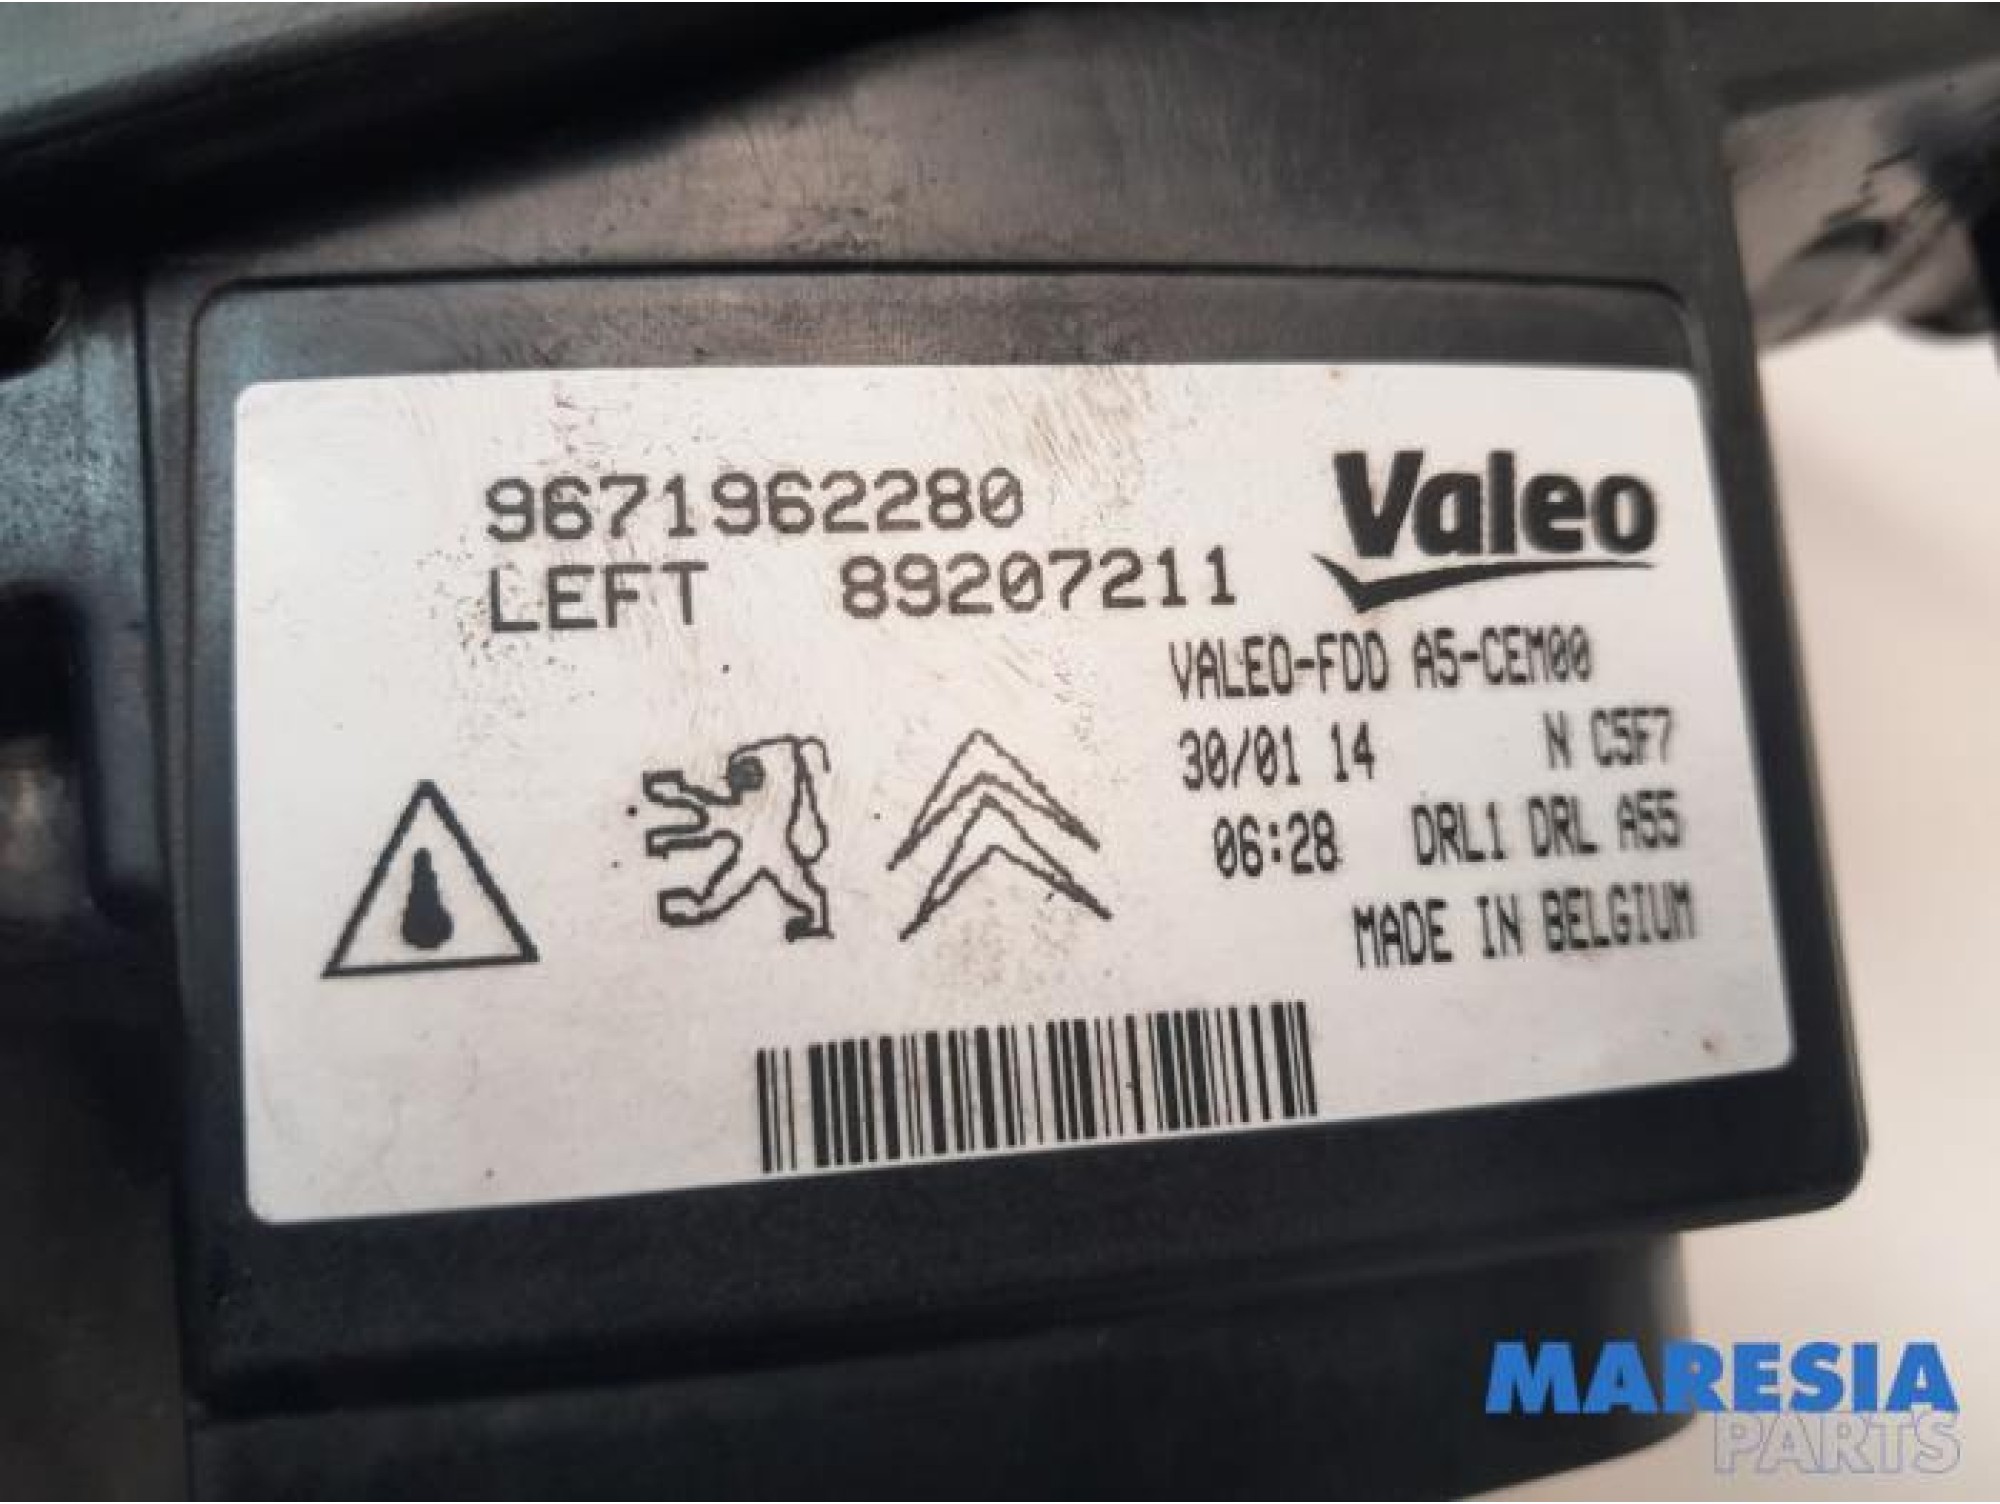 9671962280
LEFT 89207211
Valeo
VALEO-FDD A5-CEM00
30/01 14 N C5F7
06:28 DRL1 DRL A55
MADE IN BELGIUM
MARESIA
PARTS